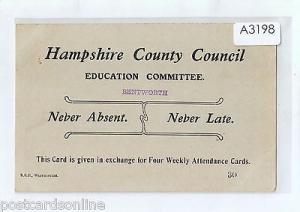 A3198
Hampshire County Council
EDUCATION COMMITTEE.
BENTWORTH
Never Absent. Never Late.
This Card is given in exchange for Four Weekly Attendance Cards.
30
postcardsonline